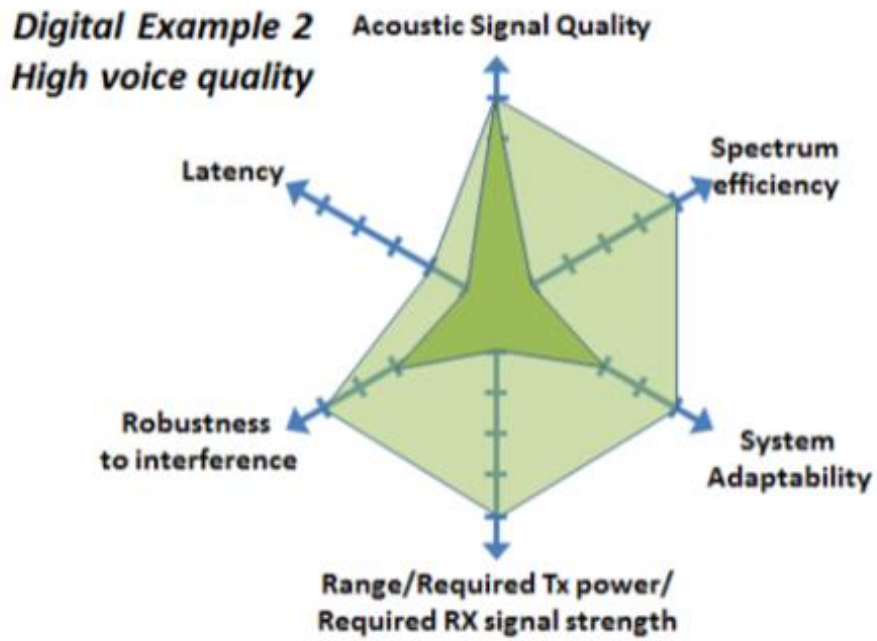 Digital Example 2
High voice quality
Acoustic Signal Quality
Latency
Spectrum
efficiency
Robustness
to interference
System
Adaptability
Range/Required Tx power/
Required RX signal strength